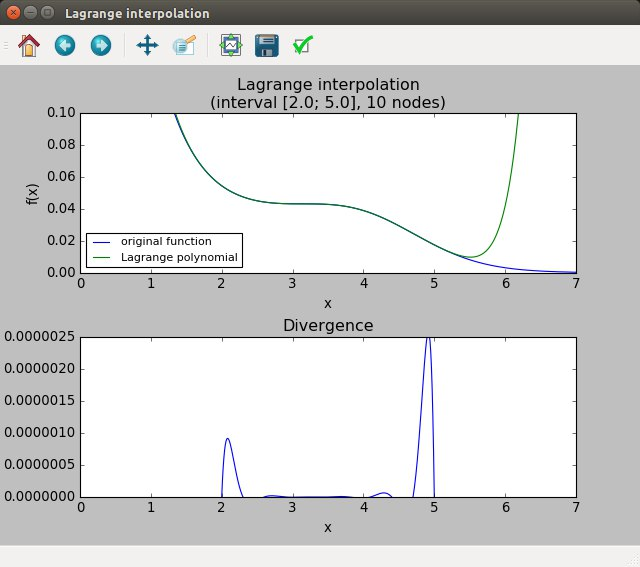 Lagrange interpolation
Lagrange interpolation
(interval [2.0; 5.0], 10 nodes)
0.10
0.08
0.06
0.04
0.02
0.00
f(x)
original function
Lagrange polynomial
0 1 2 3 4 5 6 7
x
Divergence
0.0000025
0.0000020
0.0000015
0.0000010
0.0000005
0.0000000
0 1 2 3 4 5 6 7
x